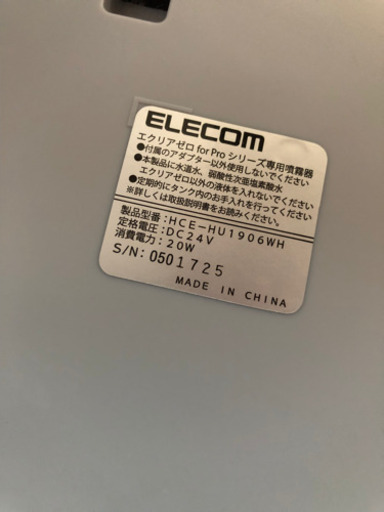 ELECOM
エクリアゼロ for Pro シリーズ専用噴霧器
●付属のアダプター以外使用しないでください
●本製品に水道水、弱酸性次亜塩素酸水
エクリアゼロ以外の液体を入れないでください
●定期的にタンク内のお手入れを行ってください
※詳しくは取扱説明書をお読みください。
製品型番: HCE-HU1906WH
定格電圧: DC24V
消費電力: 20W
S/N: 0501725
MADE IN CHINA